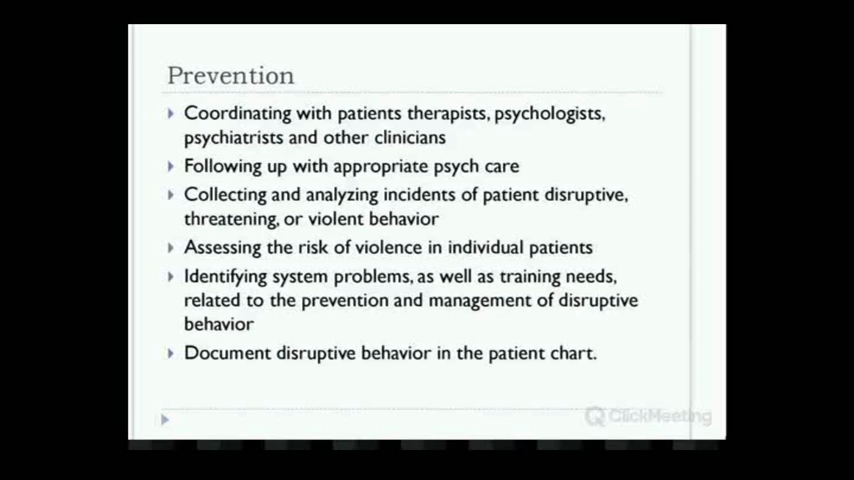 Prevention
Coordinating with patients therapists, psychologists,
psychiatrists and other clinicians
Following up with appropriate psych care
Collecting and analyzing incidents of patient disruptive,
threatening, or violent behavior
Assessing the risk of violence in individual patients
Identifying system problems, as well as training needs,
related to the prevention and management of disruptive
behavior
Document disruptive behavior in the patient chart.
ClickMeeting